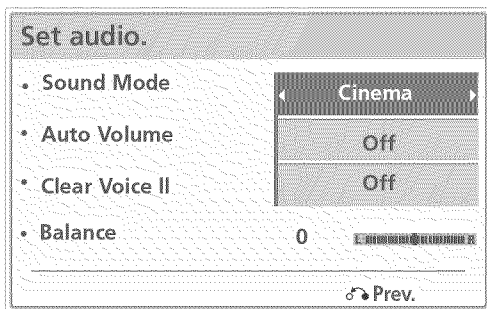 Set audio.
• Sound Mode Cinema
• Auto Volume Off
• Clear Voice II Off
• Balance 0 L R
Prev.